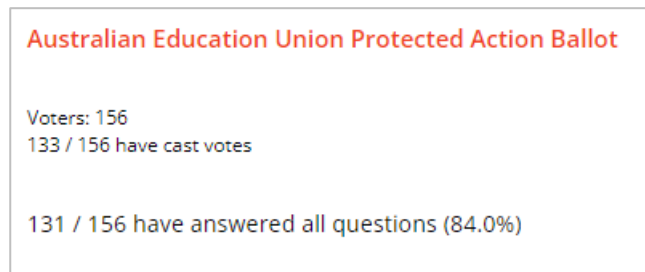 Australian Education Union Protected Action Ballot
Voters: 156
133 / 156 have cast votes
131 / 156 have answered all questions (84.0%)